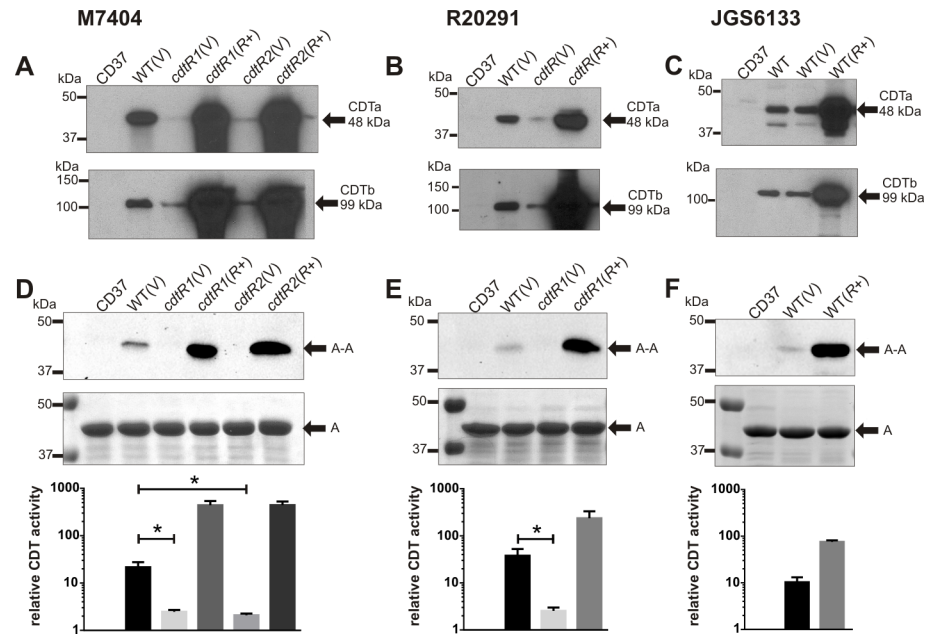 M7404
R20291
JGS6133
A
kDa
CD37
WT(V)
cdtR1(V)
cdtR1(R+)
cdtR2(V)
cdtR2(R+)
50
37
CDTa
48 kDa
kDa
150
100
CDTb
99 kDa
B
kDa
CD37
WT(V)
cdtR(V)
cdtR(R+)
50
37
CDTa
48 kDa
kDa
150
100
CDTb
99 kDa
C
kDa
CD37
WT
WT(V)
WT(R+)
50
37
CDTa
48 kDa
kDa
100
CDTb
99 kDa
D
kDa
CD37
WT(V)
cdtR1(V)
cdtR1(R+)
cdtR2(V)
cdtR2(R+)
50
37
A-A
50
37
A
relative CDT activity
1000
100
10
1
*
*
E
kDa
CD37
WT(V)
cdtR1(V)
cdtR1(R+)
50
37
A-A
50
37
A
relative CDT activity
1000
100
10
1
*
F
kDa
CD37
WT(V)
WT(R+)
50
37
A-A
50
37
A
relative CDT activity
1000
100
10
1